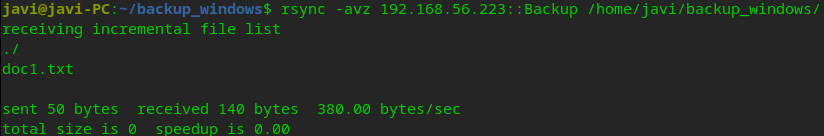 javi@javi-PC:~/backup_windows$ rsync -avz 192.168.56.223::Backup /home/javi/backup_windows/
receiving incremental file list
./
doc1.txt

sent 50 bytes  received 140 bytes  380.00 bytes/sec
total size is 0  speedup is 0.00